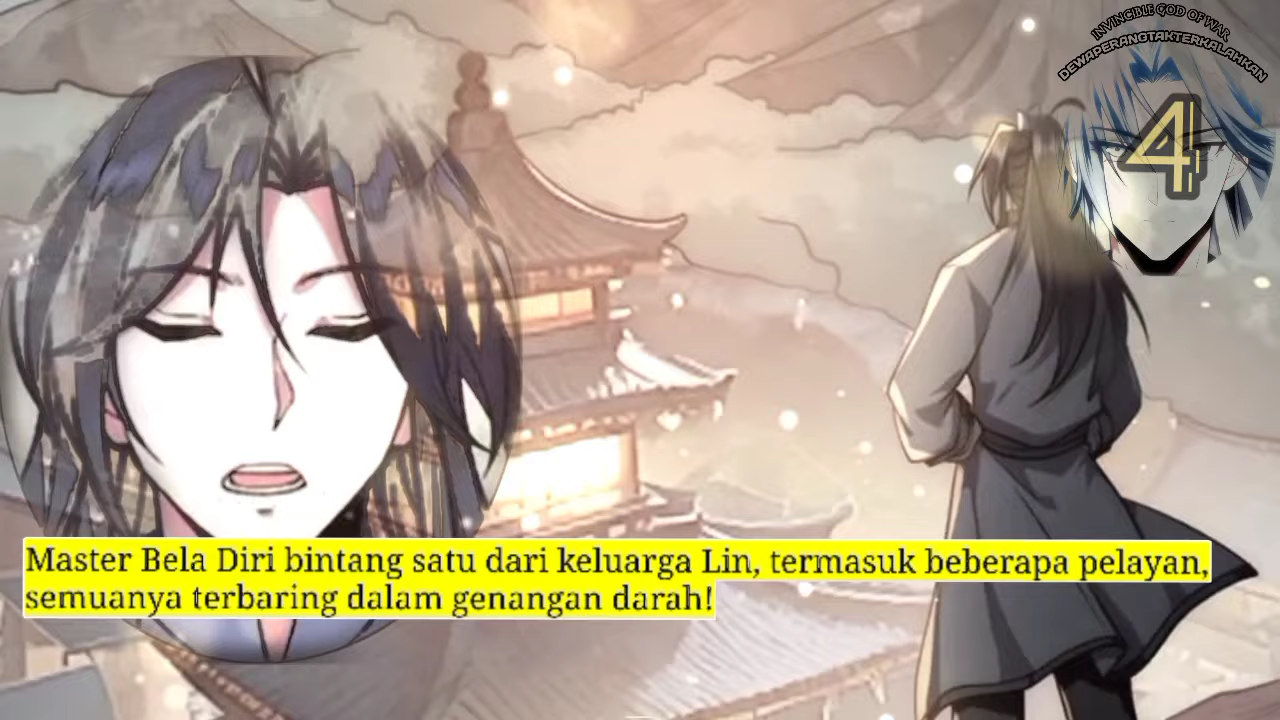 INVINCIBLE GOD OF WAR
DEWAPERANGTAKTERKALAHKAN
4
Master Bela Diri bintang satu dari keluarga Lin, termasuk beberapa pelayan,
semuanya terbaring dalam genangan darah!